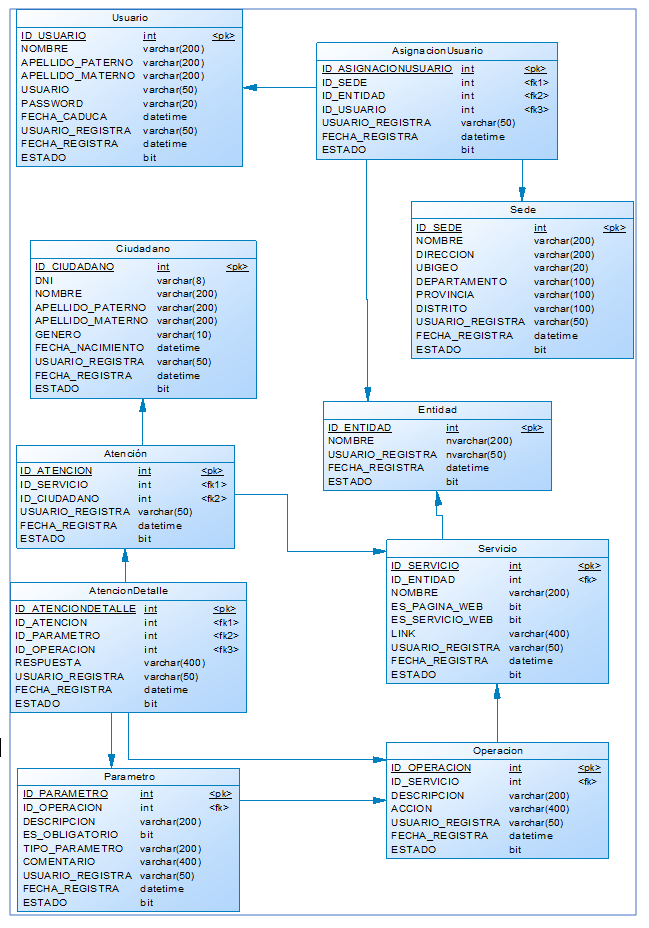 Usuario
ID_USUARIO int <pk>
NOMBRE varchar(200)
APELLIDO_PATERNO varchar(200)
APELLIDO_MATERNO varchar(200)
USUARIO varchar(50)
PASSWORD varchar(20)
FECHA_CADUCA datetime
USUARIO_REGISTRA varchar(50)
FECHA_REGISTRA datetime
ESTADO bit
AsignacionUsuario
ID_ASIGNACIONUSUARIO int <pk>
ID_SEDE int <fk1>
ID_ENTIDAD int <fk2>
ID_USUARIO int <fk3>
USUARIO_REGISTRA varchar(50)
FECHA_REGISTRA datetime
ESTADO bit
Sede
ID_SEDE int <pk>
NOMBRE varchar(200)
DIRECCION varchar(200)
UBIGEO varchar(20)
DEPARTAMENTO varchar(100)
PROVINCIA varchar(100)
DISTRITO varchar(100)
USUARIO_REGISTRA varchar(50)
FECHA_REGISTRA datetime
ESTADO bit
Ciudadano
ID_CIUDADANO int <pk>
DNI varchar(8)
NOMBRE varchar(200)
APELLIDO_PATERNO varchar(200)
APELLIDO_MATERNO varchar(200)
GENERO varchar(10)
FECHA_NACIMIENTO datetime
USUARIO_REGISTRA varchar(50)
FECHA_REGISTRA datetime
ESTADO bit
Entidad
ID_ENTIDAD int <pk>
NOMBRE nvarchar(200)
USUARIO_REGISTRA nvarchar(50)
FECHA_REGISTRA datetime
ESTADO bit
Atención
ID_ATENCION int <pk>
ID_SERVICIO int <fk1>
ID_CIUDADANO int <fk2>
USUARIO_REGISTRA varchar(50)
FECHA_REGISTRA datetime
ESTADO bit
Servicio
ID_SERVICIO int <pk>
ID_ENTIDAD int <fk>
NOMBRE varchar(200)
ES_PAGINA_WEB bit
ES_SERVICIO_WEB bit
LINK varchar(400)
USUARIO_REGISTRA varchar(50)
FECHA_REGISTRA datetime
ESTADO bit
AtencionDetalle
ID_ATENCIONDETALLE int <pk>
ID_ATENCION int <fk1>
ID_PARAMETRO int <fk2>
ID_OPERACION int <fk3>
RESPUESTA varchar(400)
USUARIO_REGISTRA varchar(50)
FECHA_REGISTRA datetime
ESTADO bit
Operacion
ID_OPERACION int <pk>
ID_SERVICIO int <fk>
DESCRIPCION varchar(200)
ACCION varchar(400)
USUARIO_REGISTRA varchar(50)
FECHA_REGISTRA datetime
ESTADO bit
Parametro
ID_PARAMETRO int <pk>
ID_OPERACION int <fk>
DESCRIPCION varchar(200)
ES_OBLIGATORIO bit
TIPO_PARAMETRO varchar(200)
COMENTARIO varchar(400)
USUARIO_REGISTRA varchar(50)
FECHA_REGISTRA datetime
ESTADO bit